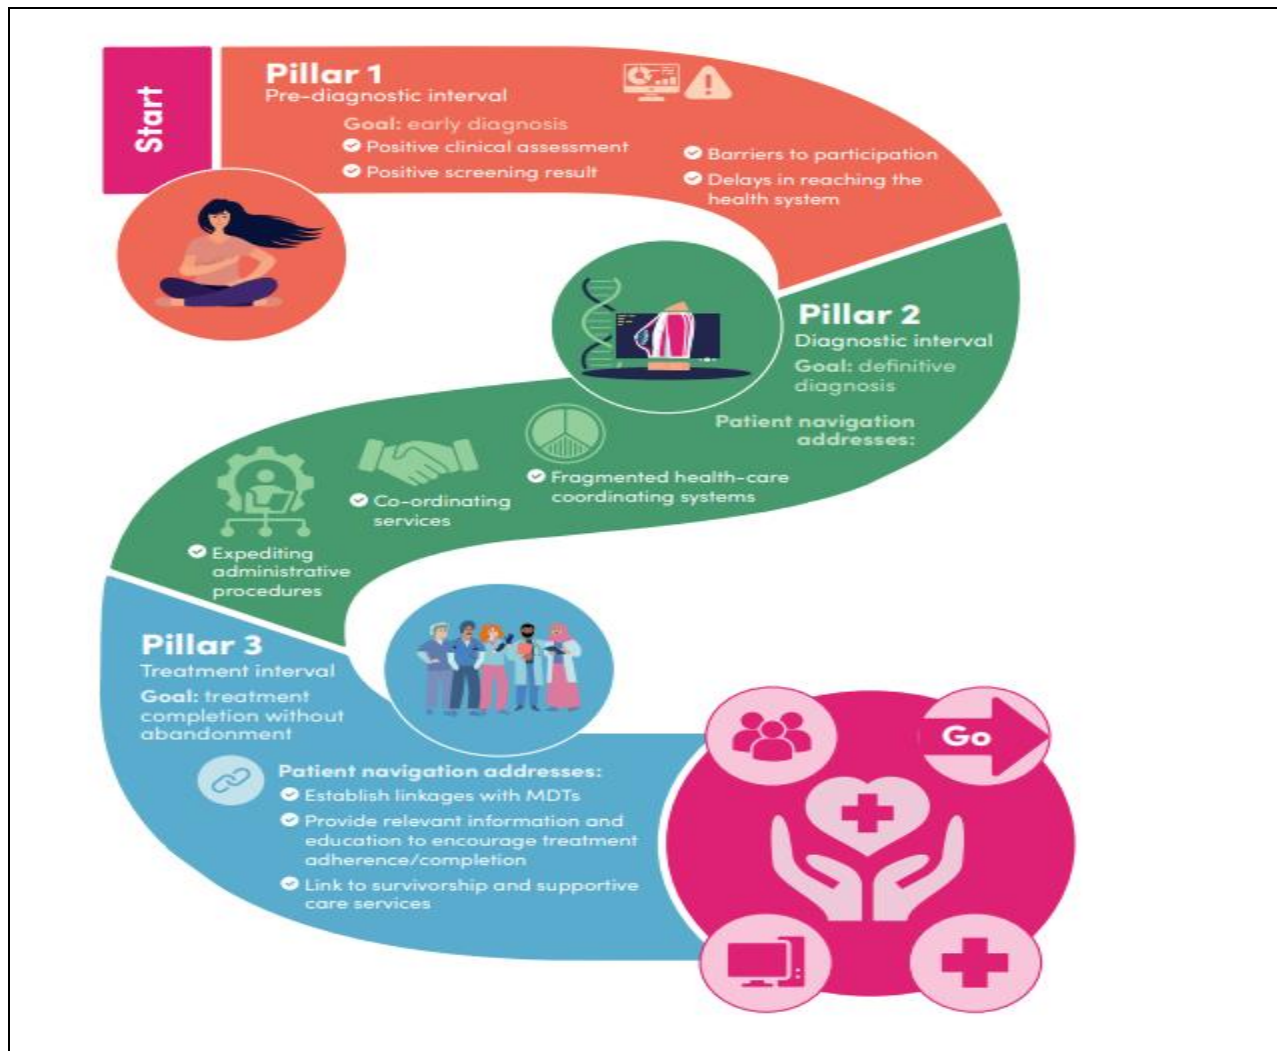 Start
Pillar 1
Pre-diagnostic interval
Goal: early diagnosis
Positive clinical assessment
Positive screening result
Barriers to participation
Delays in reaching the
health system
Pillar 2
Diagnostic interval
Goal: definitive
diagnosis
Patient navigation
addresses:
Fragmented health-care
coordinating systems
Co-ordinating
services
Expediting
administrative
procedures
Pillar 3
Treatment interval
Goal: treatment
completion without
abandonment
Patient navigation addresses:
Establish linkages with MDTs
Provide relevant information and
education to encourage treatment
adherence/completion
Link to survivorship and supportive
care services
Go